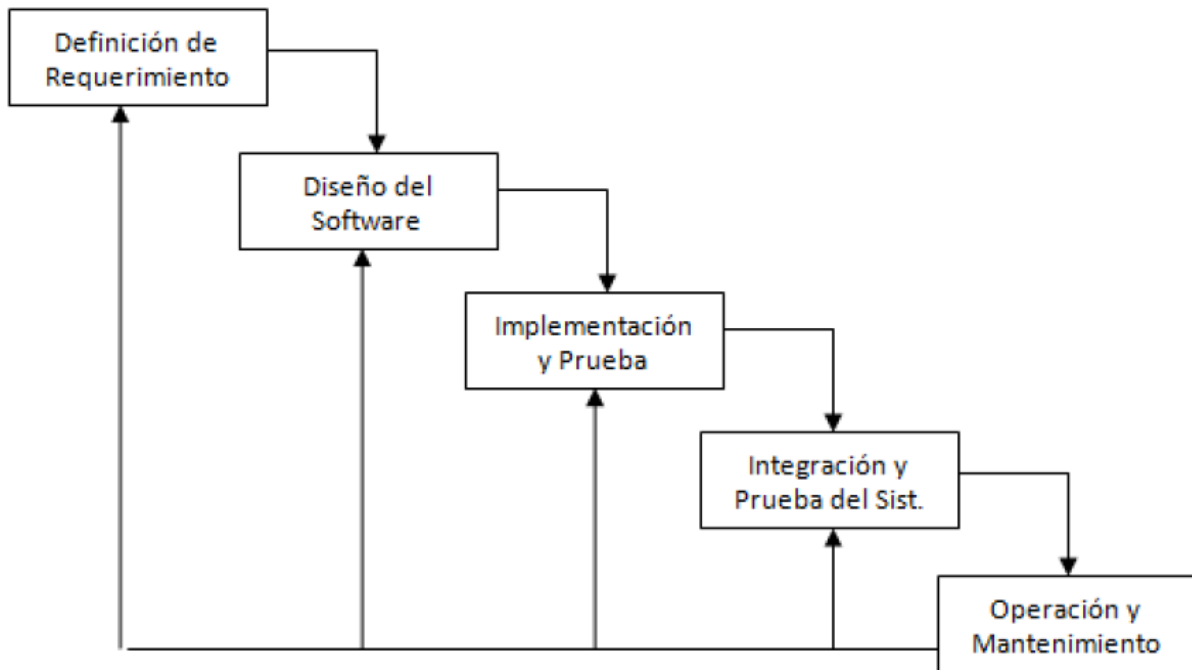 Definición de
Requerimiento
Diseño del
Software
Implementación
y Prueba
Integración y
Prueba del Sist.
Operación y
Mantenimiento